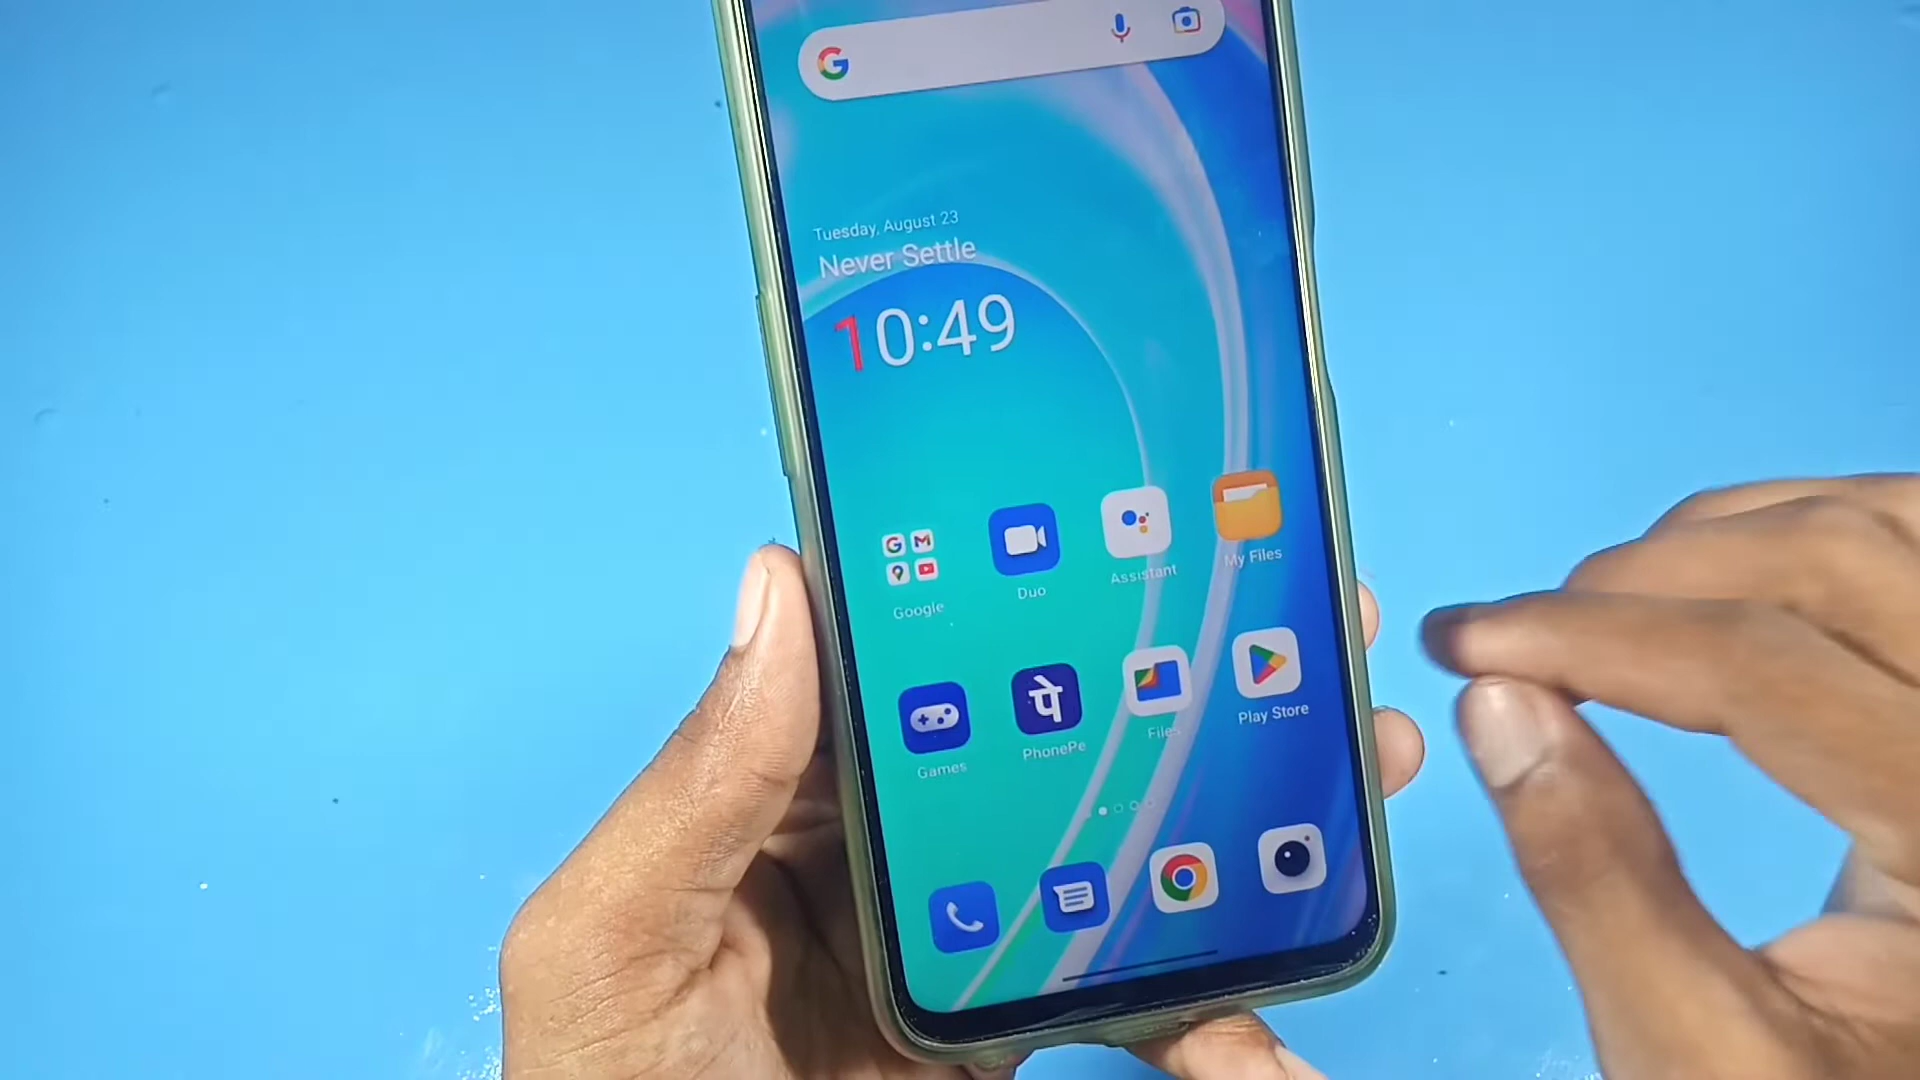 Tuesday, August 23
Never Settle
10:49
Google
Duo
Assistant
My Files
Games
पे
PhonePe
Files
Play Store